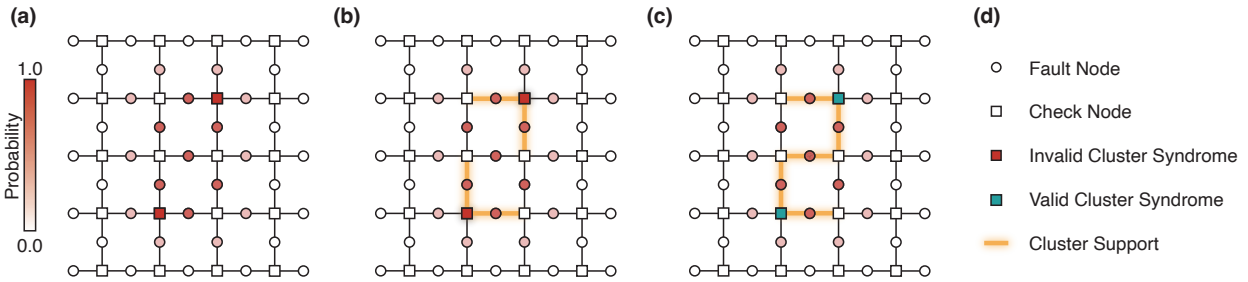 (a)
(b)
(c)
(d)
1.0
Probability
0.0
Fault Node
Check Node
Invalid Cluster Syndrome
Valid Cluster Syndrome
Cluster Support